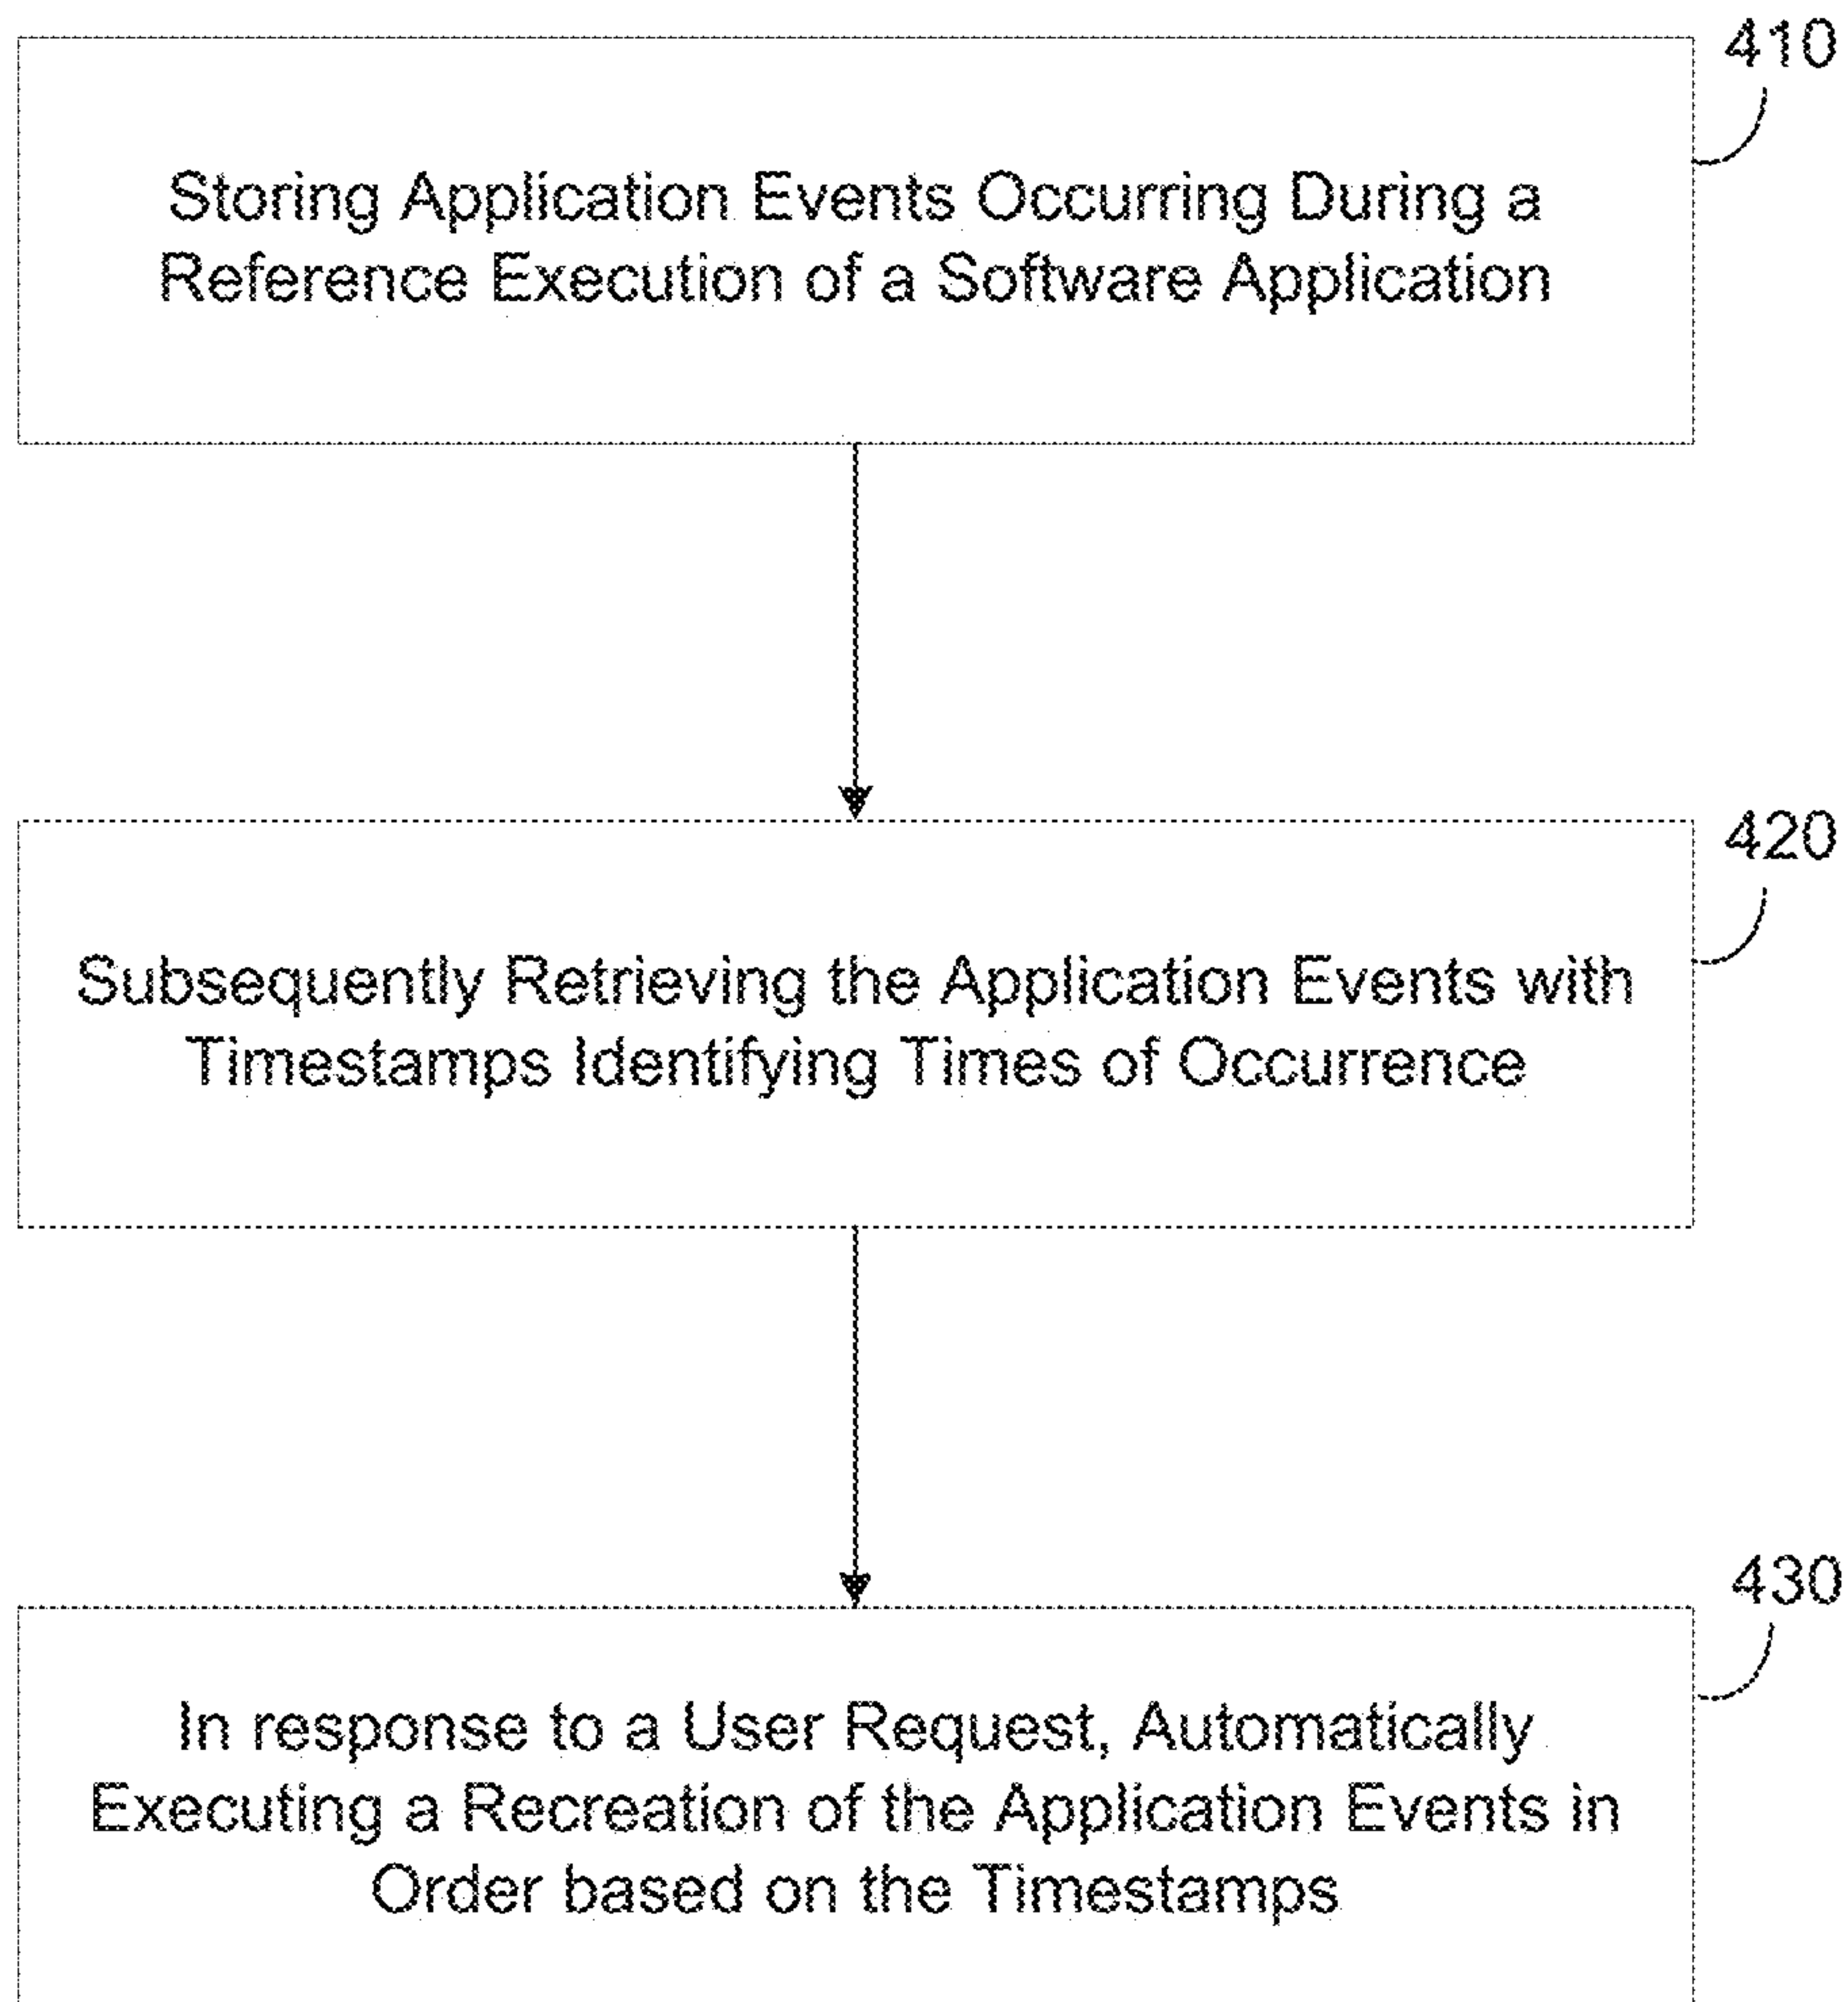 410
Storing Application Events Occurring During a
Reference Execution of a Software Application
420
Subsequently Retrieving the Application Events with
Timestamps Identifying Times of Occurrence
430
In response to a User Request, Automatically
Executing a Recreation of the Application Events in
Order based on the Timestamps